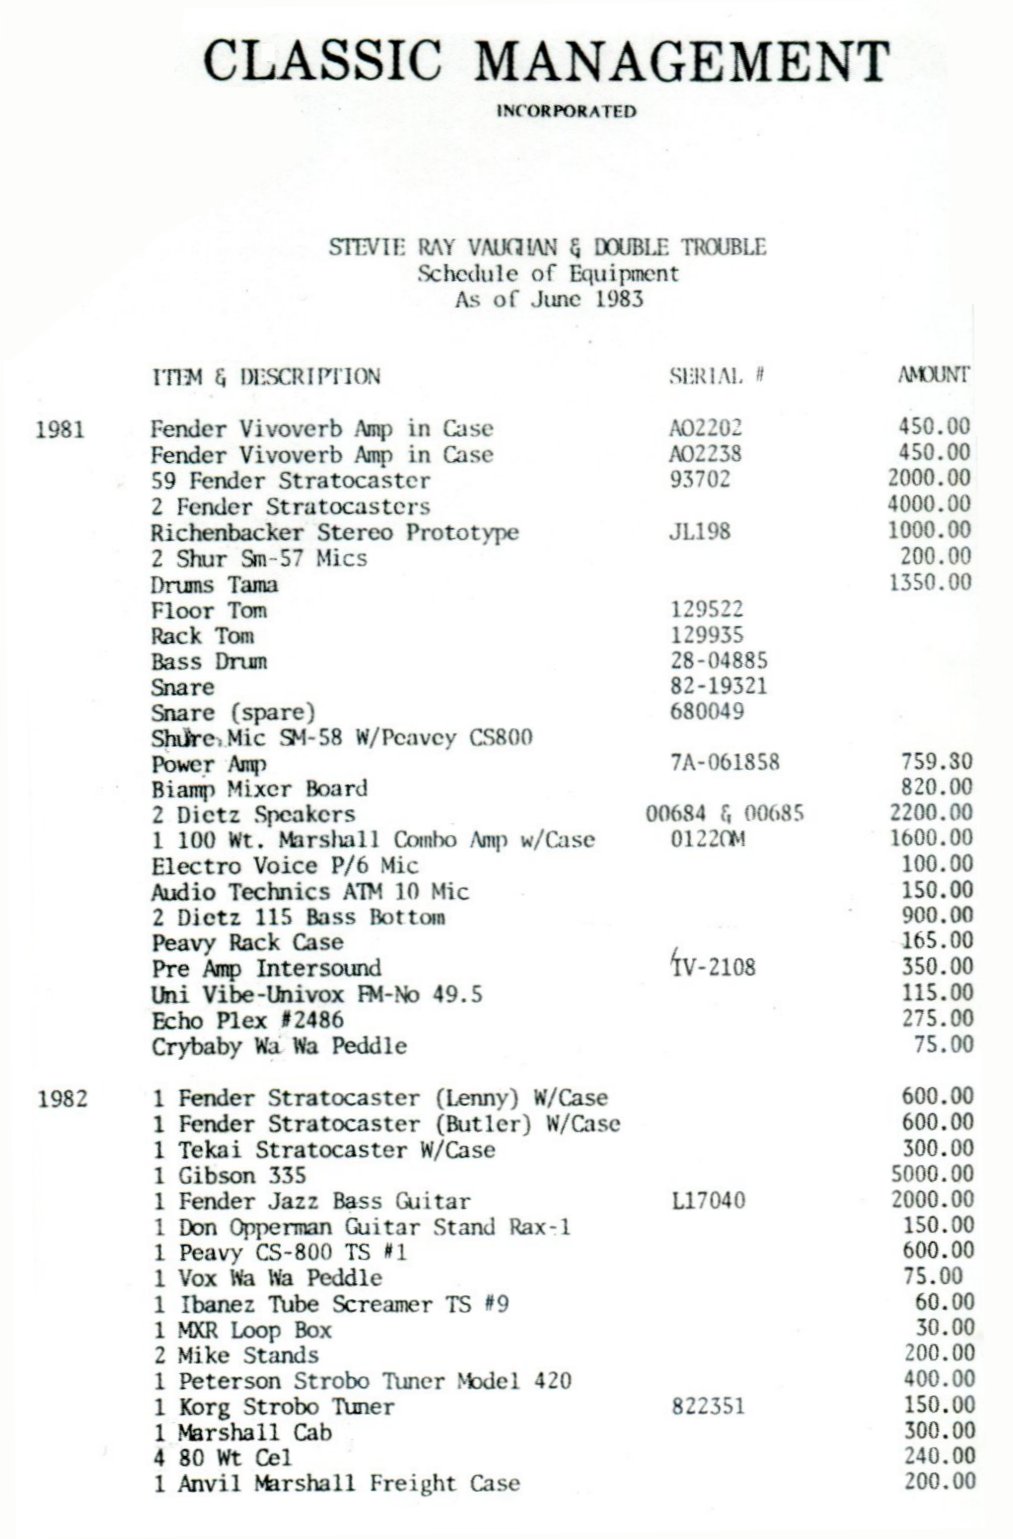 CLASSIC MANAGEMENT
INCORPORATED
STEVIE RAY VAUGHAN & DOUBLE TROUBLE
Schedule of Equipment
As of June 1983
ITEM & DESCRIPTION SERIAL # AMOUNT
1981 Fender Vivoverb Amp in Case AO2202 450.00
Fender Vivoverb Amp in Case AO2238 450.00
59 Fender Stratocaster 93702 2000.00
2 Fender Stratocasters 4000.00
Richenbacker Stereo Prototype JL198 1000.00
2 Shur Sm-57 Mics 200.00
Drums Tama 1350.00
Floor Tom 129522
Rack Tom 129935
Bass Drum 28-04885
Snare 82-19321
Snare (spare) 680049
Shure Mic SM-58 W/Peavey CS800
Power Amp 7A-061858 759.80
Biamp Mixer Board 820.00
2 Dietz Speakers 00684 & 00685 2200.00
1 100 Wt. Marshall Combo Amp w/Case 01220M 1600.00
Electro Voice P/6 Mic 100.00
Audio Technics ATM 10 Mic 150.00
2 Dietz 115 Bass Bottom 900.00
Peavy Rack Case 165.00
Pre Amp Intersound IV-2108 350.00
Uni Vibe-Univox FM-No 49.5 115.00
Echo Plex #2486 275.00
Crybaby Wa Wa Peddle 75.00
1982 1 Fender Stratocaster (Lenny) W/Case 600.00
1 Fender Stratocaster (Butler) W/Case 600.00
1 Tekai Stratocaster W/Case 300.00
1 Gibson 335 5000.00
1 Fender Jazz Bass Guitar L17040 2000.00
1 Don Opperman Guitar Stand Rax-1 150.00
1 Peavy CS-800 TS #1 600.00
1 Vox Wa Wa Peddle 75.00
1 Ibanez Tube Screamer TS #9 60.00
1 MXR Loop Box 30.00
2 Mike Stands 200.00
1 Peterson Strobo Tuner Model 420 400.00
1 Korg Strobo Tuner 822351 150.00
1 Marshall Cab 300.00
4 80 Wt Cel 240.00
1 Anvil Marshall Freight Case 200.00